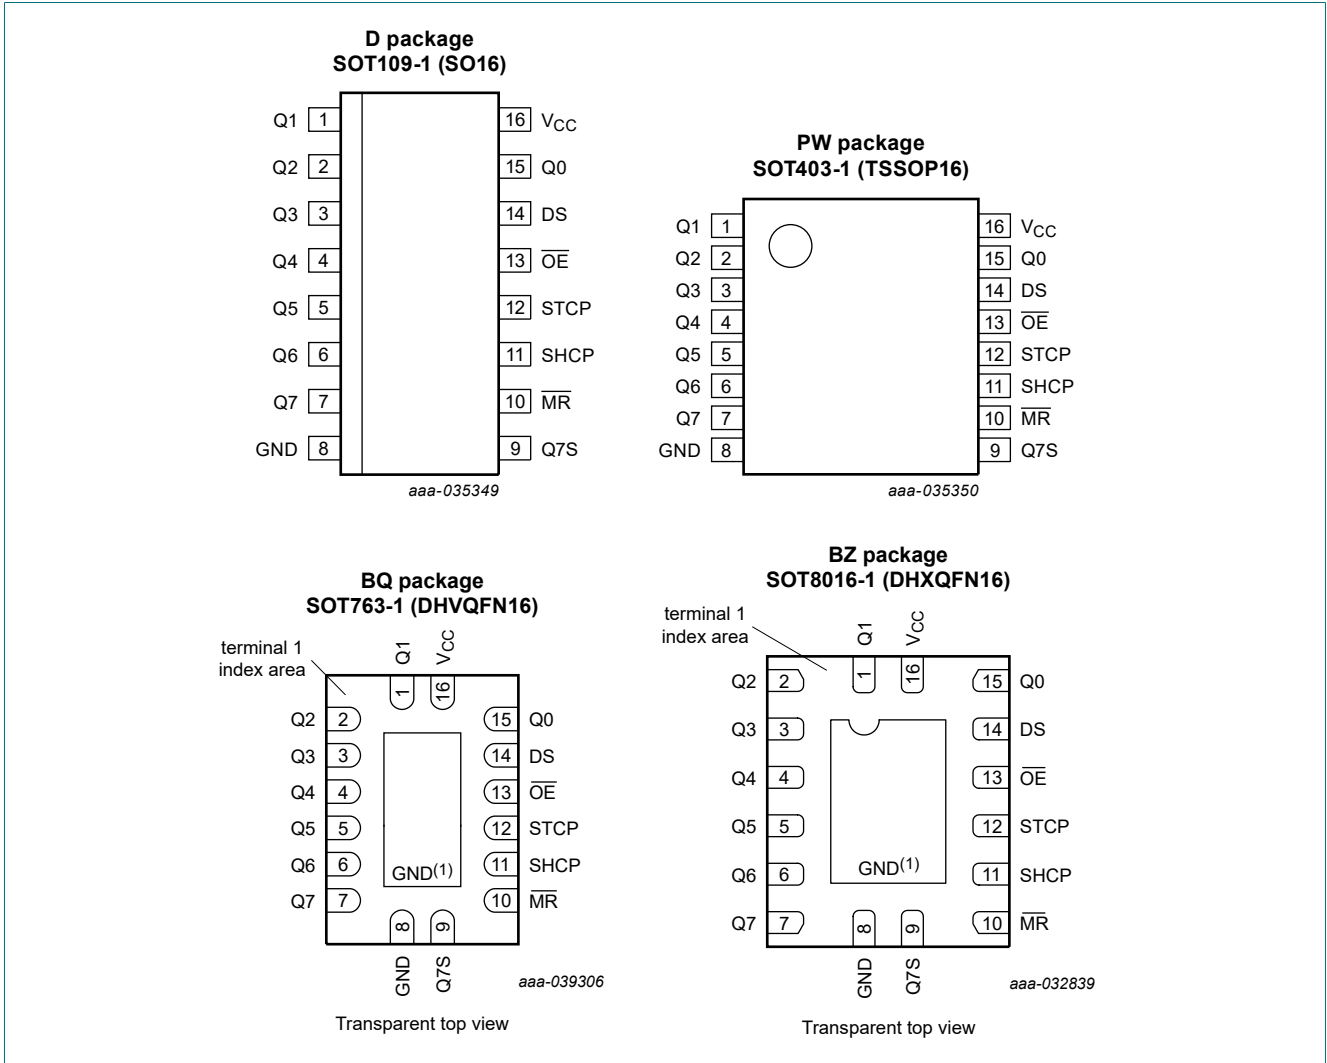 D package
SOT109-1 (SO16)
Q1 1 16 VCC
Q2 2 15 Q0
Q3 3 14 DS
Q4 4 13 OE
Q5 5 12 STCP
Q6 6 11 SHCP
Q7 7 10 MR
GND 8 9 Q7S
aaa-035349
PW package
SOT403-1 (TSSOP16)
Q1 1 16 VCC
Q2 2 15 Q0
Q3 3 14 DS
Q4 4 13 OE
Q5 5 12 STCP
Q6 6 11 SHCP
Q7 7 10 MR
GND 8 9 Q7S
aaa-035350
BQ package
SOT763-1 (DHVQFN16)
terminal 1
index area
Q1 VCC
1 16
Q2 2 15 Q0
Q3 3 14 DS
Q4 4 13 OE
Q5 5 12 STCP
Q6 6 GND(1) 11 SHCP
Q7 7 10 MR
8 9
GND Q7S
aaa-039306
Transparent top view
BZ package
SOT8016-1 (DHXQFN16)
terminal 1
index area
Q1 VCC
1 16
Q2 2 15 Q0
Q3 3 14 DS
Q4 4 13 OE
Q5 5 12 STCP
Q6 6 GND(1) 11 SHCP
Q7 7 10 MR
8 9
GND Q7S
aaa-032839
Transparent top view